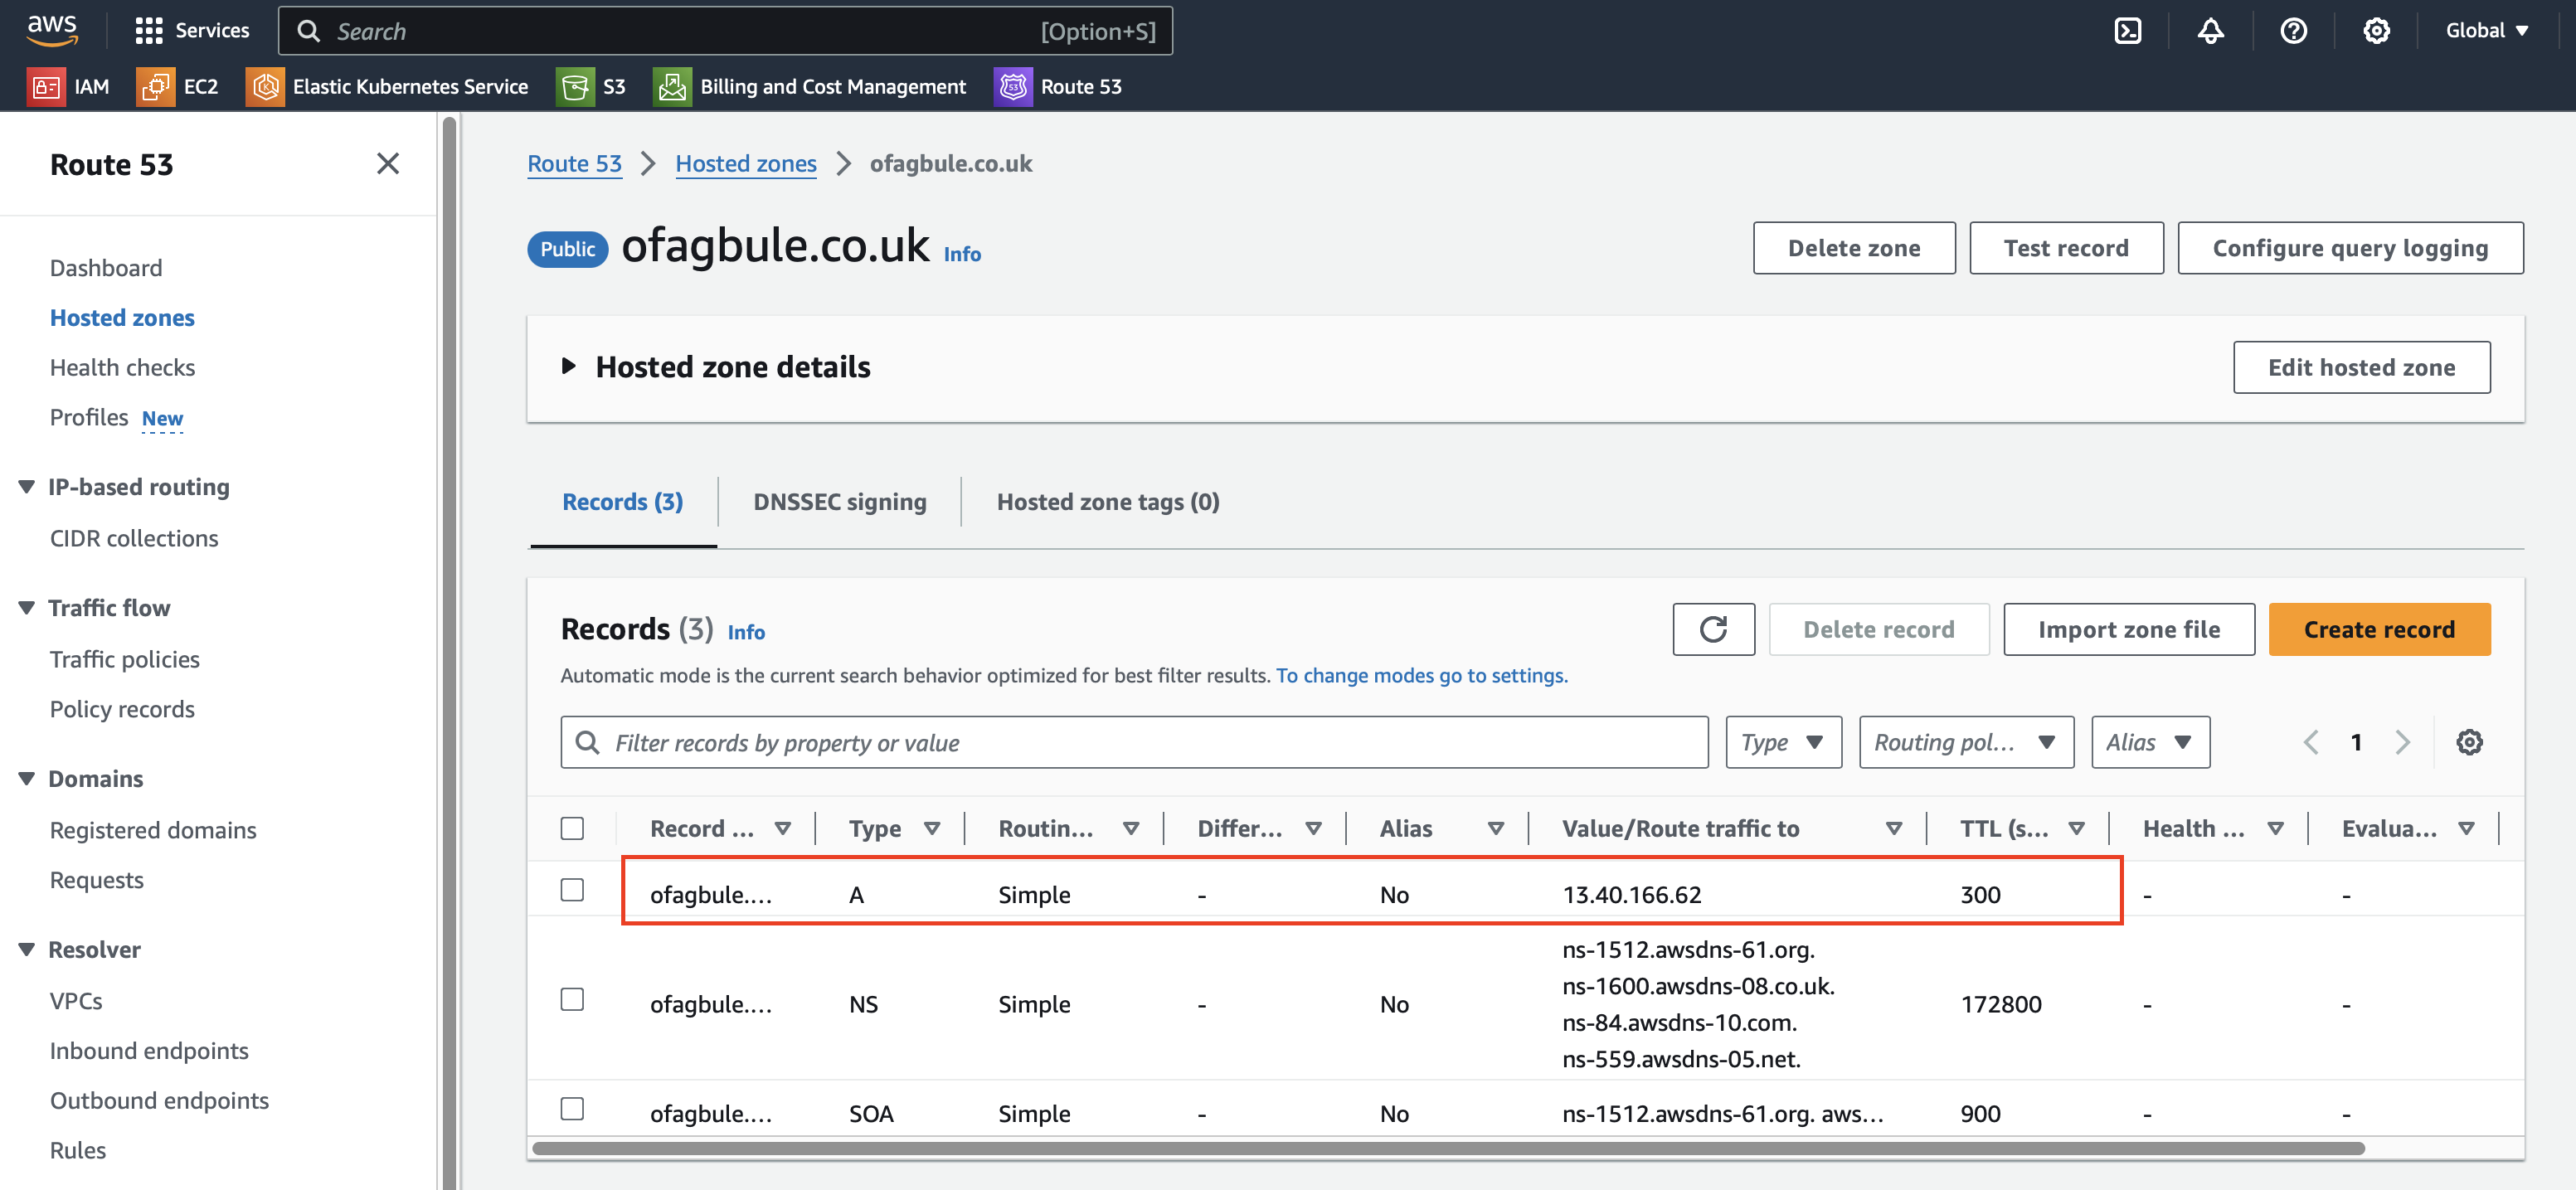 aws
Services
Search
[Option+S]
Global
IAM
EC2
Elastic Kubernetes Service
S3
Billing and Cost Management
53
Route 53
Route 53
Dashboard
Hosted zones
Health checks
Profiles New
IP-based routing
CIDR collections
Traffic flow
Traffic policies
Policy records
Domains
Registered domains
Requests
Resolver
VPCs
Inbound endpoints
Outbound endpoints
Rules
Route 53 > Hosted zones > ofagbule.co.uk
Public ofagbule.co.uk Info
Delete zone
Test record
Configure query logging
Hosted zone details
Edit hosted zone
Records (3)
DNSSEC signing
Hosted zone tags (0)
Records (3) Info
Delete record
Import zone file
Create record
Automatic mode is the current search behavior optimized for best filter results. To change modes go to settings.
Filter records by property or value
Type
Routing pol...
Alias
1
Record ... Type Routin... Differ... Alias Value/Route traffic to TTL (s... Health ... Evalua...
ofagbule.... A Simple - No 13.40.166.62 300 - -
ofagbule.... NS Simple - No ns-1512.awsdns-61.org. 172800 - -
ns-1600.awsdns-08.co.uk.
ns-84.awsdns-10.com.
ns-559.awsdns-05.net.
ofagbule.... SOA Simple - No ns-1512.awsdns-61.org. aws... 900 - -